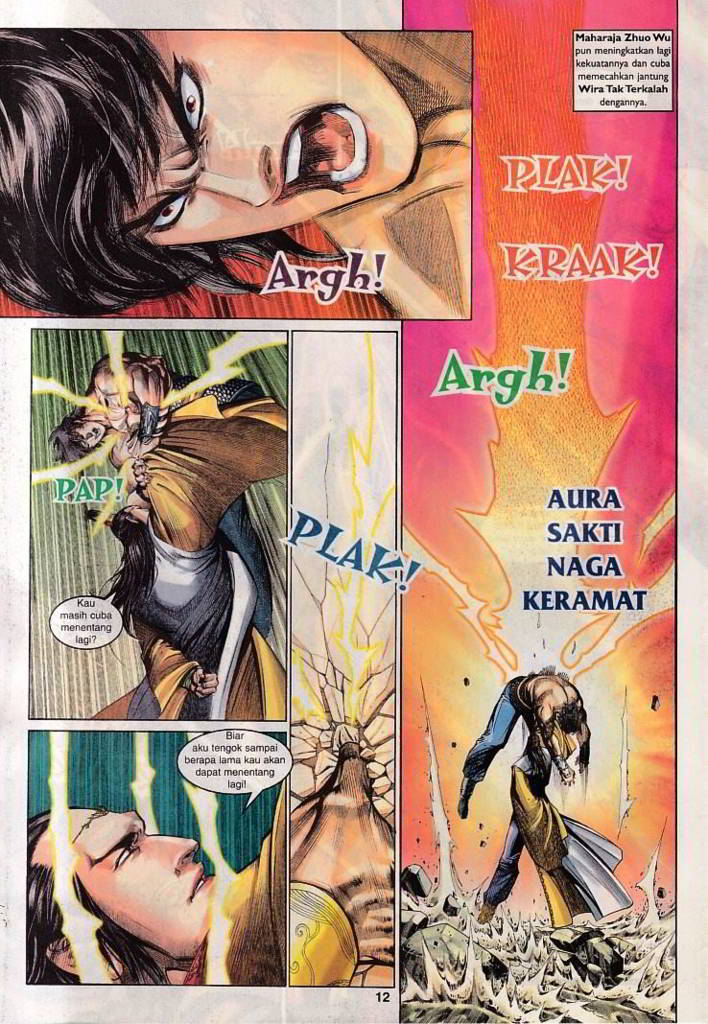 Argh!
PAP!
Kau
masih cuba
menentang
lagi?
Biar
aku tengok sampai
berapa lama kau akan
dapat menentang
lagi!
PLAK!
Maharaja Zhuo Wu
pun meningkatkan lagi
kekuatannya dan cuba
memecahkan jantung
Wira Tak Terkalah
dengannya.
PLAK!
KRAAK!
Argh!
AURA
SAKTI
NAGA
KERAMAT
12